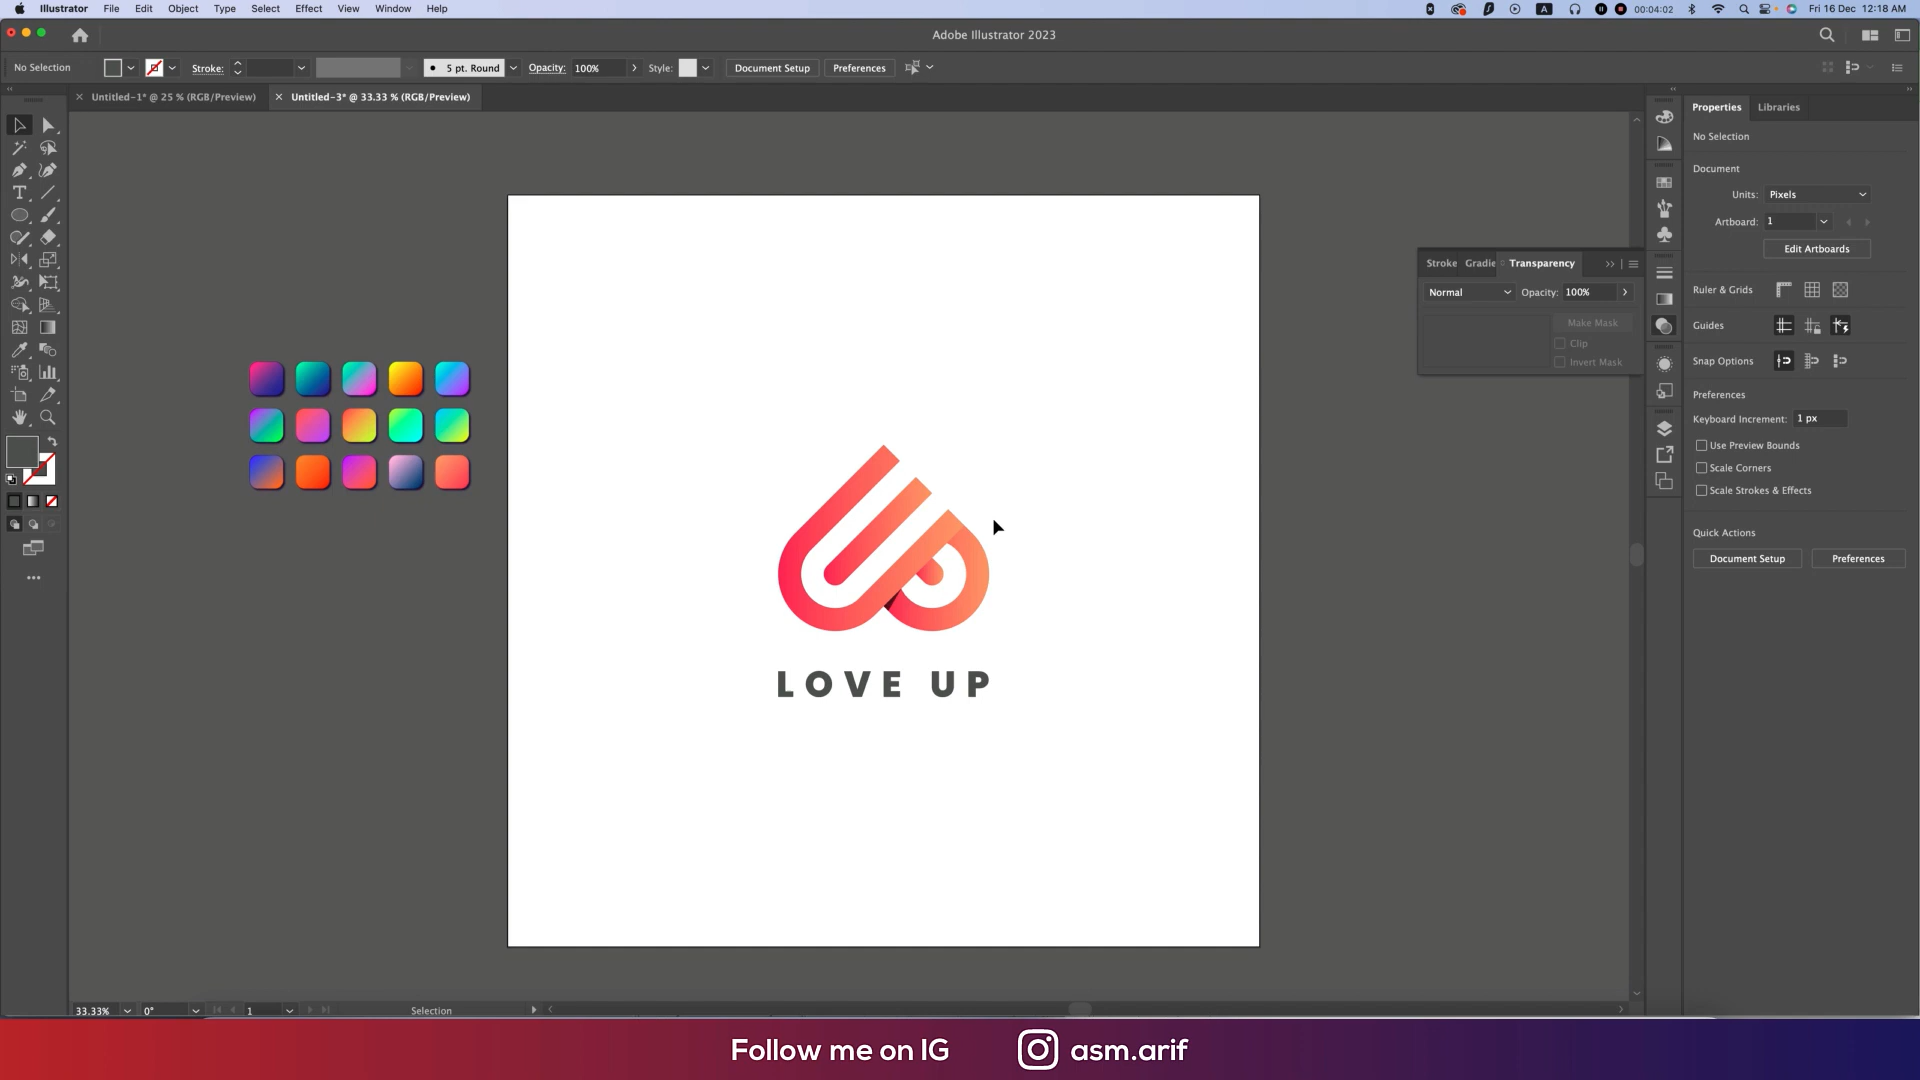 Illustrator File Edit Object Type Select Effect View Window Help
A 00:04:02 Fri 16 Dec 12:18 AM
Adobe Illustrator 2023
No Selection Stroke: 5 pt. Round Opacity: 100% Style: Document Setup Preferences
Untitled-1* @ 25 % (RGB/Preview) Untitled-3* @ 33.33 % (RGB/Preview)
Properties Libraries
No Selection
Document
Units: Pixels
Artboard: 1
Edit Artboards
Stroke Gradie Transparency
Normal Opacity: 100%
Make Mask
Clip
Invert Mask
Ruler & Grids
Guides
Snap Options
Preferences
Keyboard Increment: 1 px
Use Preview Bounds
Scale Corners
Scale Strokes & Effects
Quick Actions
Document Setup Preferences
LOVE UP
33.33% 0° 1 Selection
Follow me on IG asm.arif